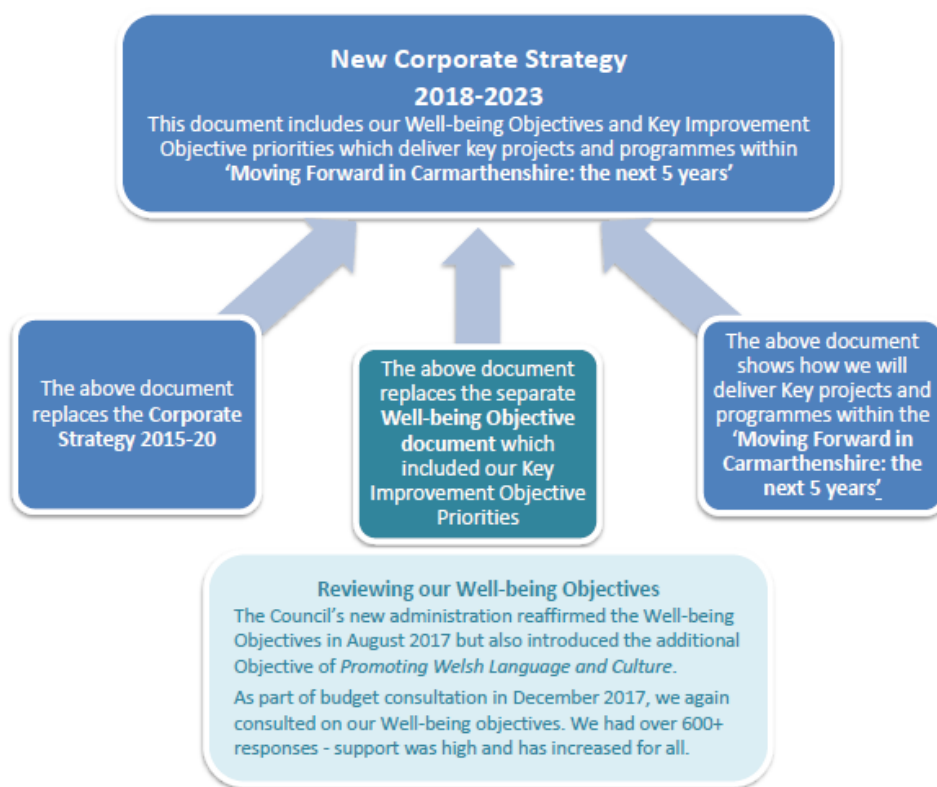 New Corporate Strategy
2018-2023
This document includes our Well-being Objectives and Key Improvement
Objective priorities which deliver key projects and programmes within
‘Moving Forward in Carmarthenshire: the next 5 years’
The above document
replaces the Corporate
Strategy 2015-20
The above document
replaces the separate
Well-being Objective
document which
included our Key
Improvement Objective
Priorities
The above document
shows how we will
deliver Key projects and
programmes within the
‘Moving Forward in
Carmarthenshire: the
next 5 years’
Reviewing our Well-being Objectives
The Council’s new administration reaffirmed the Well-being
Objectives in August 2017 but also introduced the additional
Objective of Promoting Welsh Language and Culture.
As part of budget consultation in December 2017, we again
consulted on our Well-being objectives. We had over 600+
responses - support was high and has increased for all.